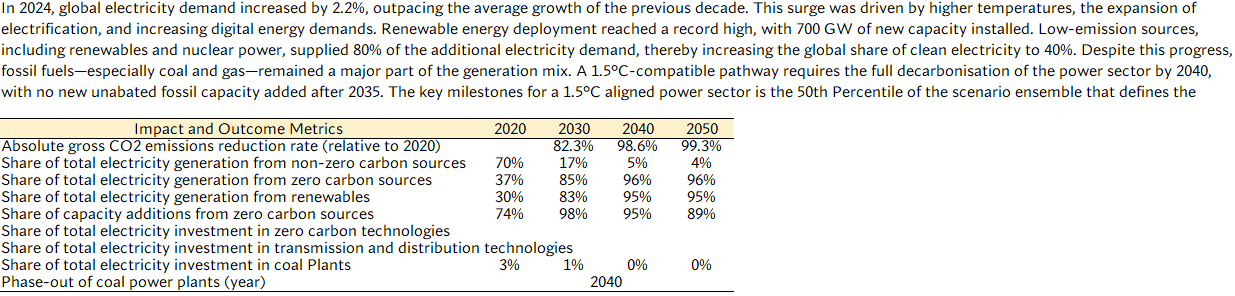 In 2024, global electricity demand increased by 2.2%, outpacing the average growth of the previous decade. This surge was driven by higher temperatures, the expansion of
electrification, and increasing digital energy demands. Renewable energy deployment reached a record high, with 700 GW of new capacity installed. Low-emission sources,
including renewables and nuclear power, supplied 80% of the additional electricity demand, thereby increasing the global share of clean electricity to 40%. Despite this progress,
fossil fuels—especially coal and gas—remained a major part of the generation mix. A 1.5°C-compatible pathway requires the full decarbonisation of the power sector by 2040,
with no new unabated fossil capacity added after 2035. The key milestones for a 1.5°C aligned power sector is the 50th Percentile of the scenario ensemble that defines the
Impact and Outcome Metrics 2020 2030 2040 2050
Absolute gross CO2 emissions reduction rate (relative to 2020) 82.3% 98.6% 99.3%
Share of total electricity generation from non-zero carbon sources 70% 17% 5% 4%
Share of total electricity generation from zero carbon sources 37% 85% 96% 96%
Share of total electricity generation from renewables 30% 83% 95% 95%
Share of capacity additions from zero carbon sources 74% 98% 95% 89%
Share of total electricity investment in zero carbon technologies
Share of total electricity investment in transmission and distribution technologies
Share of total electricity investment in coal Plants 3% 1% 0% 0%
Phase-out of coal power plants (year) 2040